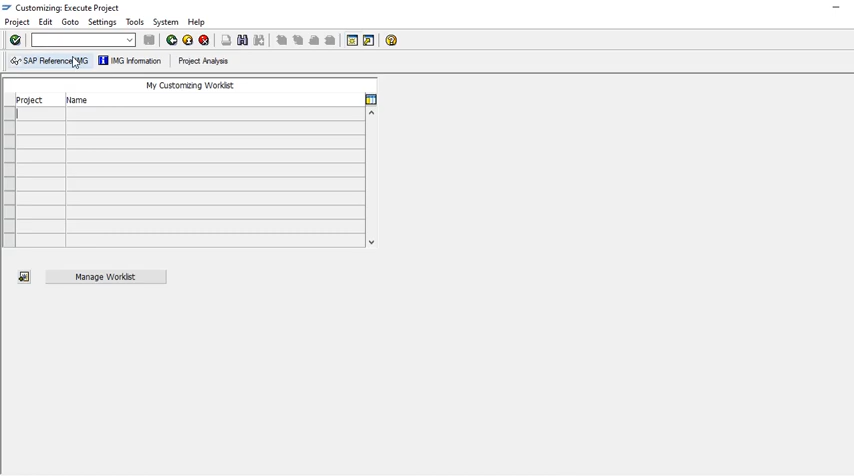 Customizing: Execute Project
Project Edit Goto Settings Tools System Help
SAP Reference IMG IMG Information Project Analysis
My Customizing Worklist
Project Name
Manage Worklist